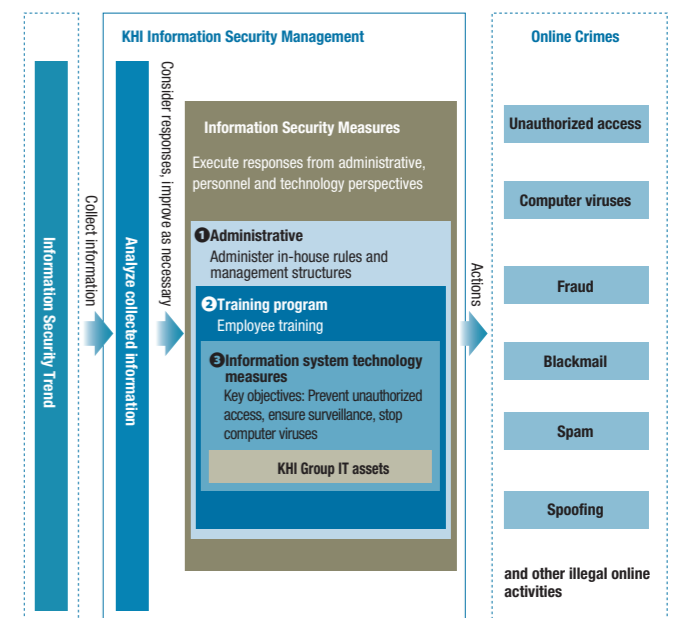 KHI Information Security Management
Online Crimes
Information Security Trend
Collect information
Analyze collected information
Consider responses, improve as necessary
Information Security Measures
Execute responses from administrative,
personnel and technology perspectives
❶Administrative
Administer in-house rules and
management structures
❷Training program
Employee training
❸Information system technology
measures
Key objectives: Prevent unauthorized
access, ensure surveillance, stop
computer viruses
KHI Group IT assets
Actions
Unauthorized access
Computer viruses
Fraud
Blackmail
Spam
Spoofing
and other illegal online
activities